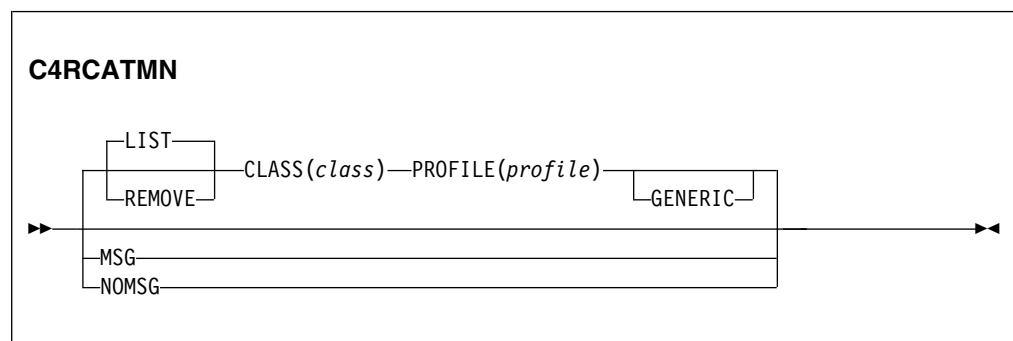 C4RCATMN
LIST
CLASS(class) PROFILE(profile)
REMOVE GENERIC
MSG
NOMSG